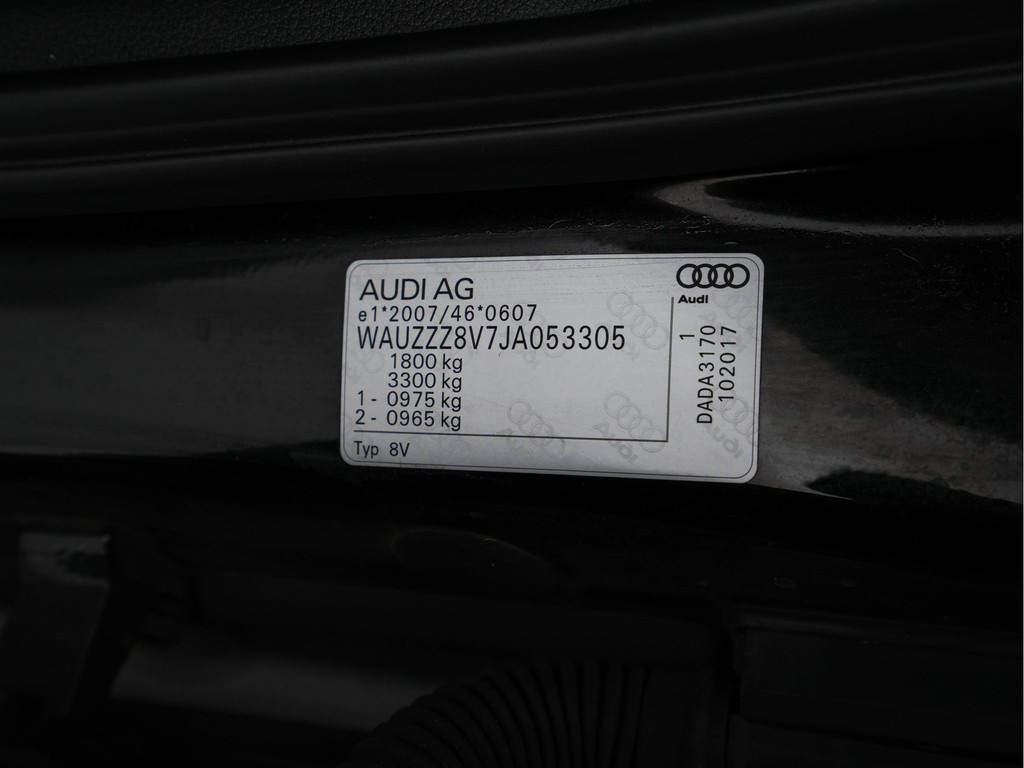 AUDI AG
e1*2007/46*0607
WAUZZZ8V7JA053305
1800 kg
3300 kg
1 - 0975 kg
2 - 0965 kg
Typ 8V
Audi
1
DADA3170
102017